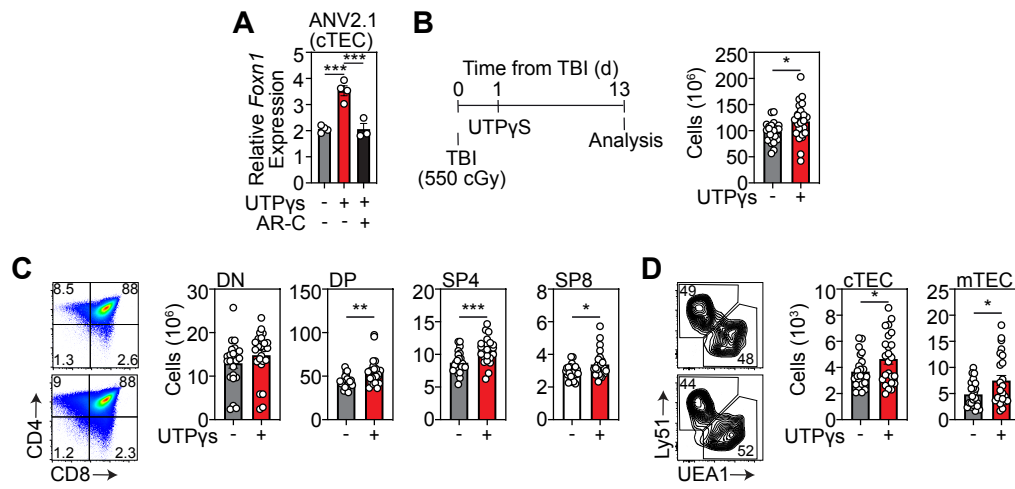 A
ANV2.1
(cTEC)
Relative Foxn1
Expression
5
4
3
2
1
0
***
***
UTPγs - + +
AR-C - - +
B
Time from TBI (d)
0 1 13
UTPγS
Analysis
TBI
(550 cGy)
Cells (10⁶)
200
150
100
50
0
*
UTPγs - +
C
8.5 88
1.3 2.6
9 88
1.2 2.3
CD4
CD8
Cells (10⁶)
DN
30
20
10
0
- +
DP
150
100
50
0
**
- +
SP4
20
15
10
5
0
***
- +
SP8
10
8
6
4
2
0
*
- +
UTPγs
D
49
48
44
52
Ly51
UEA1
Cells (10³)
cTEC
10
8
6
4
2
0
*
- +
mTEC
25
20
15
10
5
0
*
- +
UTPγs